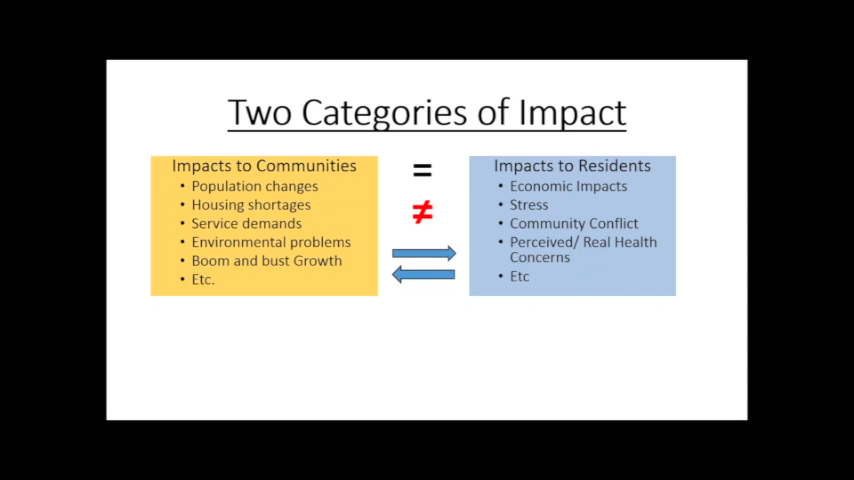 Two Categories of Impact
Impacts to Communities
• Population changes
• Housing shortages
• Service demands
• Environmental problems
• Boom and bust Growth
• Etc.
=
≠
Impacts to Residents
• Economic Impacts
• Stress
• Community Conflict
• Perceived/ Real Health
Concerns
• Etc